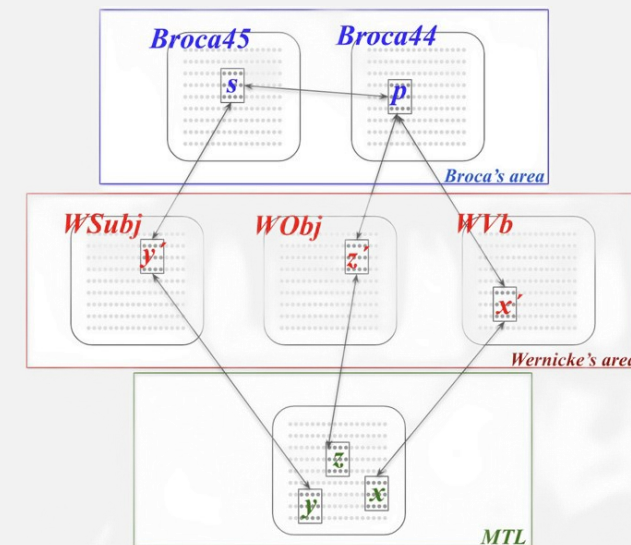 Broca45
Broca44
s
p
Broca's area
WSubj
WObj
WVb
y′
z′
x′
Wernicke's area
z
x
y
MTL